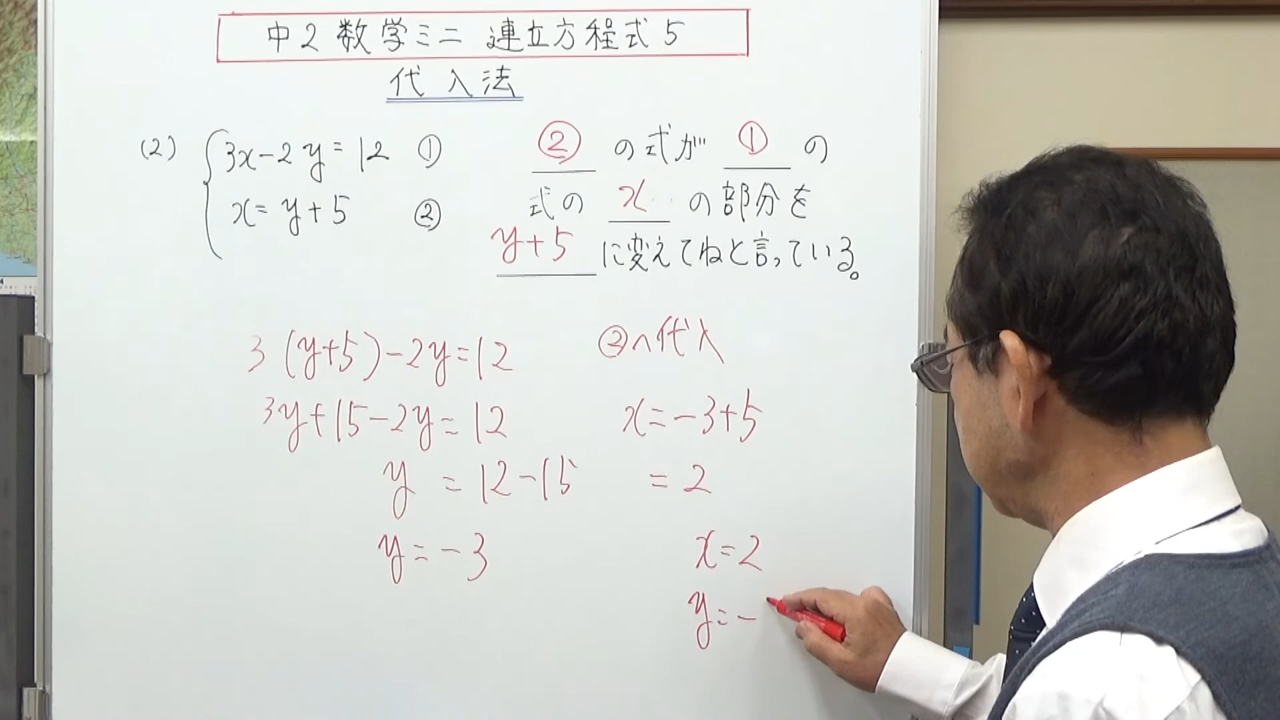 中2数学ミニ 連立方程式5
代入法
(2) 3x-2y=12 ①
x=y+5 ②
②の式が①の
式のxの部分を
y+5に変えてねと言っている。
3(y+5)-2y=12
3y+15-2y=12
y=12-15
y=-3
②へ代入
x=-3+5
=2
x=2
y=-